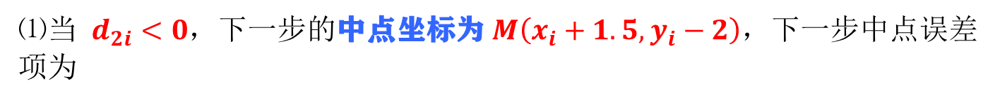 ⑴当 d₂ᵢ < 0，下一步的中点坐标为 M(xᵢ + 1.5, yᵢ − 2)，下一步中点误差
项为